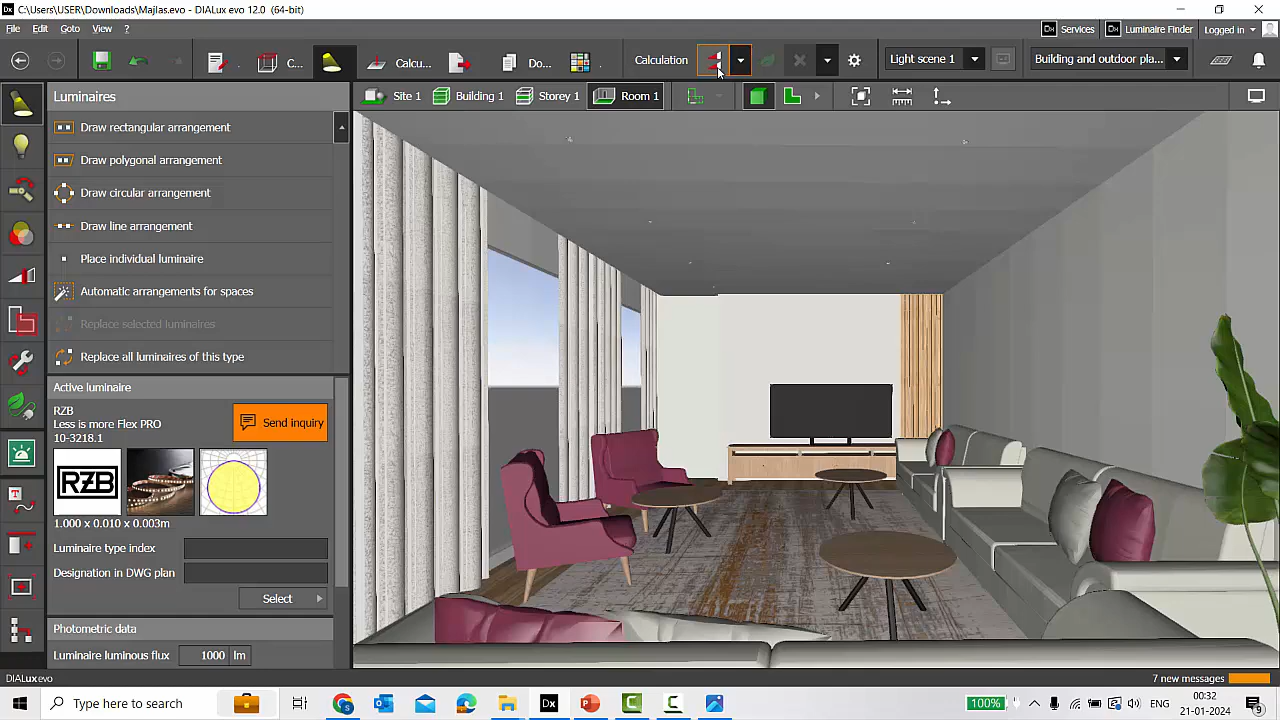 C:\Users\USER\Downloads\Majlas.evo - DIALux evo 12.0 (64-bit)
File Edit Goto View ?
Services Luminaire Finder Logged in
C... Calcu... Do... Calculation Light scene 1 Building and outdoor pla...
Luminaires
Site 1 Building 1 Storey 1 Room 1
Draw rectangular arrangement
Draw polygonal arrangement
Draw circular arrangement
Draw line arrangement
Place individual luminaire
Automatic arrangements for spaces
Replace selected luminaires
Replace all luminaires of this type
Active luminaire
RZB
Less is more Flex PRO
10-3218.1
Send inquiry
RZB
1.000 x 0.010 x 0.003m
Luminaire type index
Designation in DWG plan
Select
Photometric data
Luminaire luminous flux 1000 lm
DIALux evo
7 new messages
Type here to search
100%
ENG
00:32
21-01-2024
9